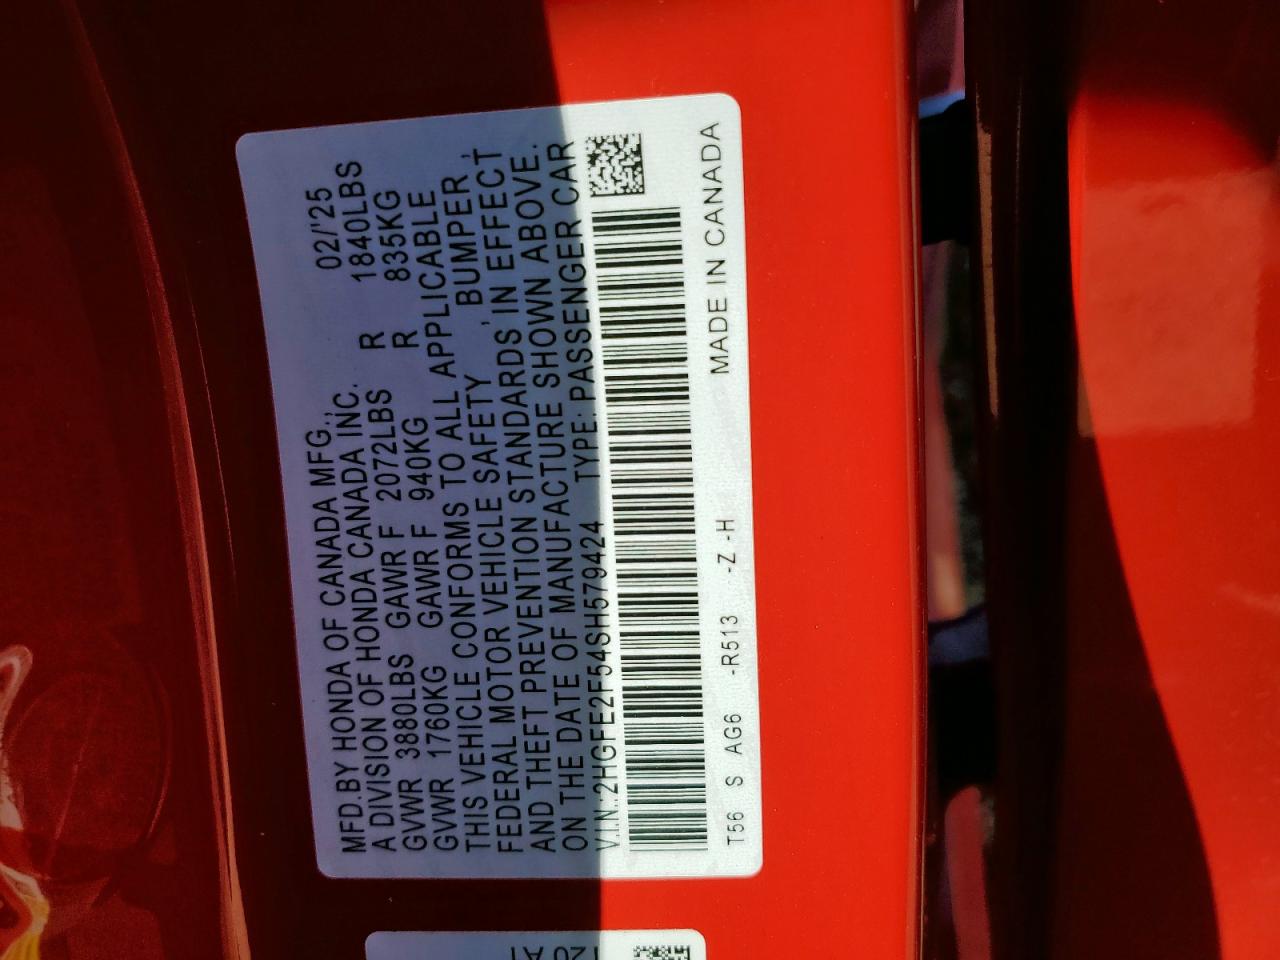 MFD.BY HONDA OF CANADA MFG., 02/'25
A DIVISION OF HONDA CANADA INC.
GVWR 3880LBS GAWR F 2072LBS R 1840LBS
GVWR 1760KG GAWR F 940KG R 835KG
THIS VEHICLE CONFORMS TO ALL APPLICABLE
FEDERAL MOTOR VEHICLE SAFETY, BUMPER,
AND THEFT PREVENTION STANDARDS IN EFFECT
ON THE DATE OF MANUFACTURE SHOWN ABOVE.
V.I.N.:2HGFE2F54SH579424 TYPE: PASSENGER CAR
T56 S AG6 -R513 -Z -H MADE IN CANADA